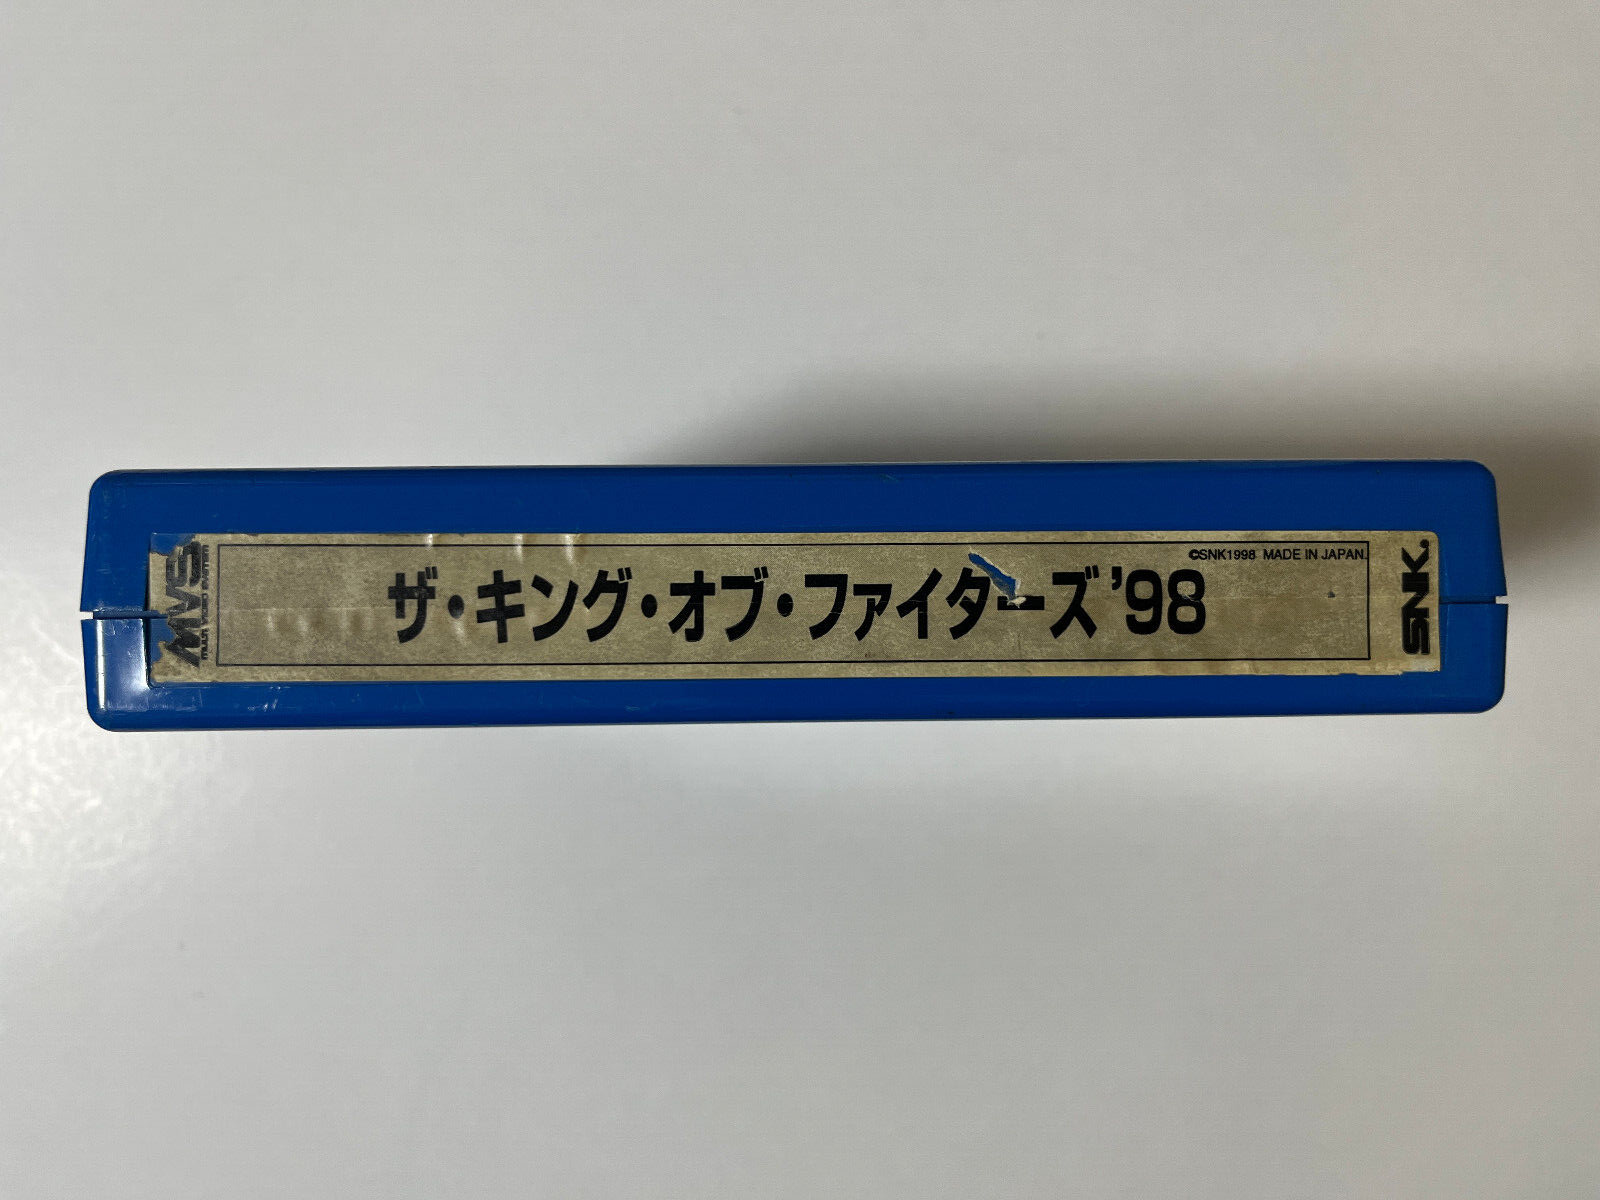 MVS
MULTI VIDEO SYSTEM
©SNK1998 MADE IN JAPAN.
ザ・キング・オブ・ファイターズ'98
SNK.